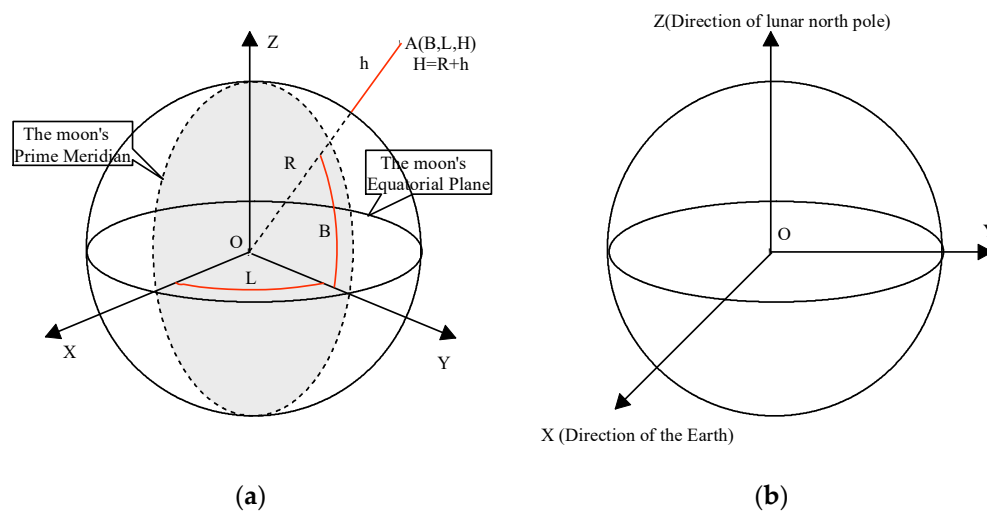 Z
A(B,L,H)
H=R+h
h
The moon's
Prime Meridian
R
The moon's
Equatorial Plane
O
B
L
X
Y
(a)
Z(Direction of lunar north pole)
O
Y
X (Direction of the Earth)
(b)